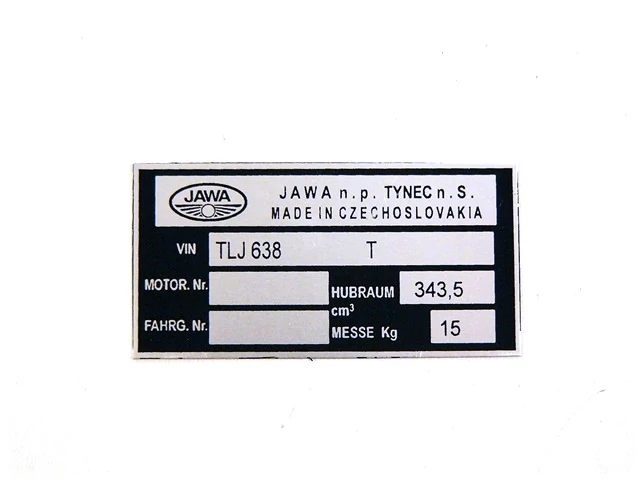 JAWA
JAWA n.p. TYNEC n. S.
MADE IN CZECHOSLOVAKIA
VIN TLJ 638 T
MOTOR. Nr.
HUBRAUM 343,5
cm³
FAHRG. Nr.
MESSE Kg 15